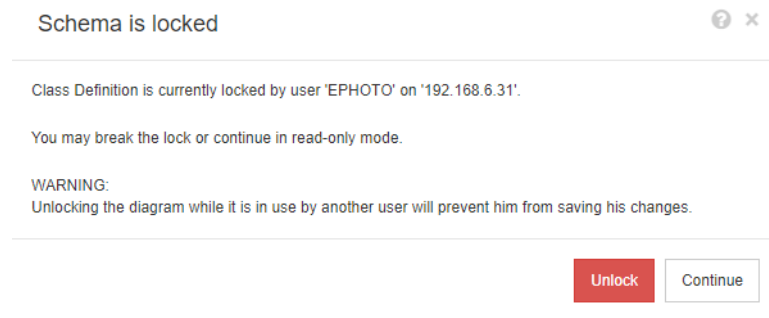 Schema is locked
Class Definition is currently locked by user 'EPHOTO' on '192.168.6.31'.
You may break the lock or continue in read-only mode.
WARNING:
Unlocking the diagram while it is in use by another user will prevent him from saving his changes.
Unlock Continue